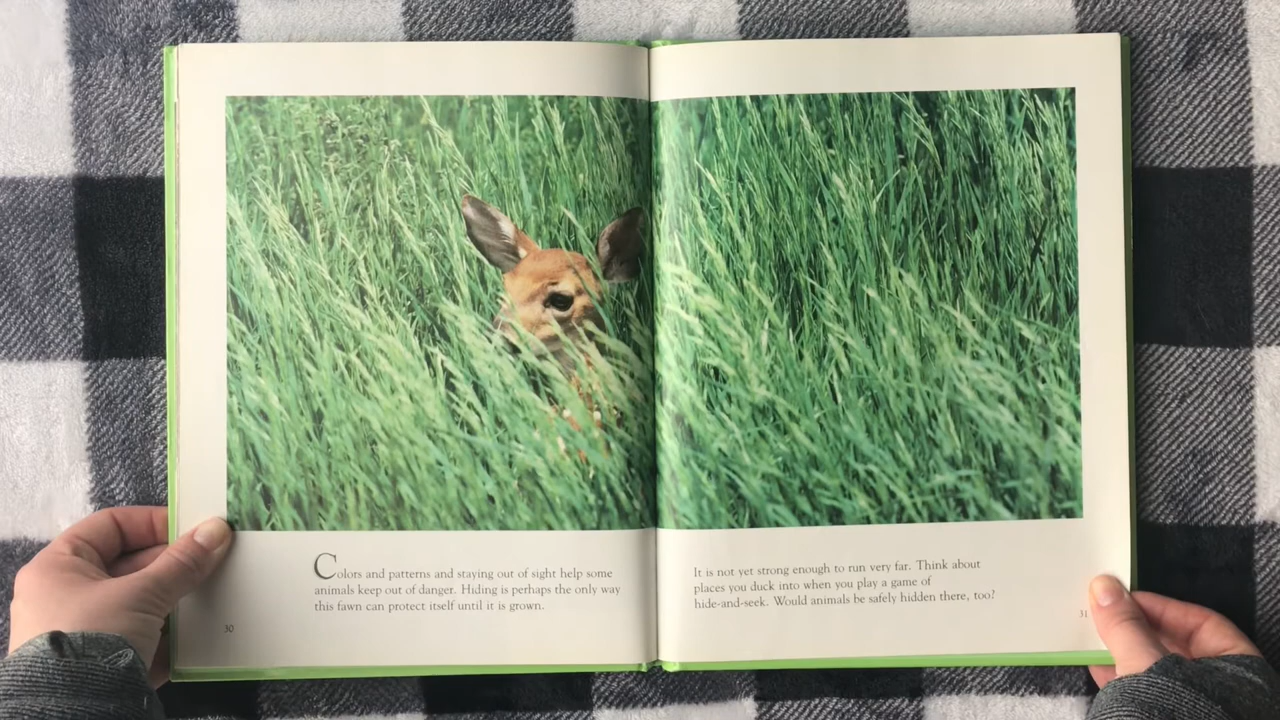 Colors and patterns and staying out of sight help some
animals keep out of danger. Hiding is perhaps the only way
this fawn can protect itself until it is grown.
30
It is not yet strong enough to run very far. Think about
places you duck into when you play a game of
hide-and-seek. Would animals be safely hidden there, too?
31